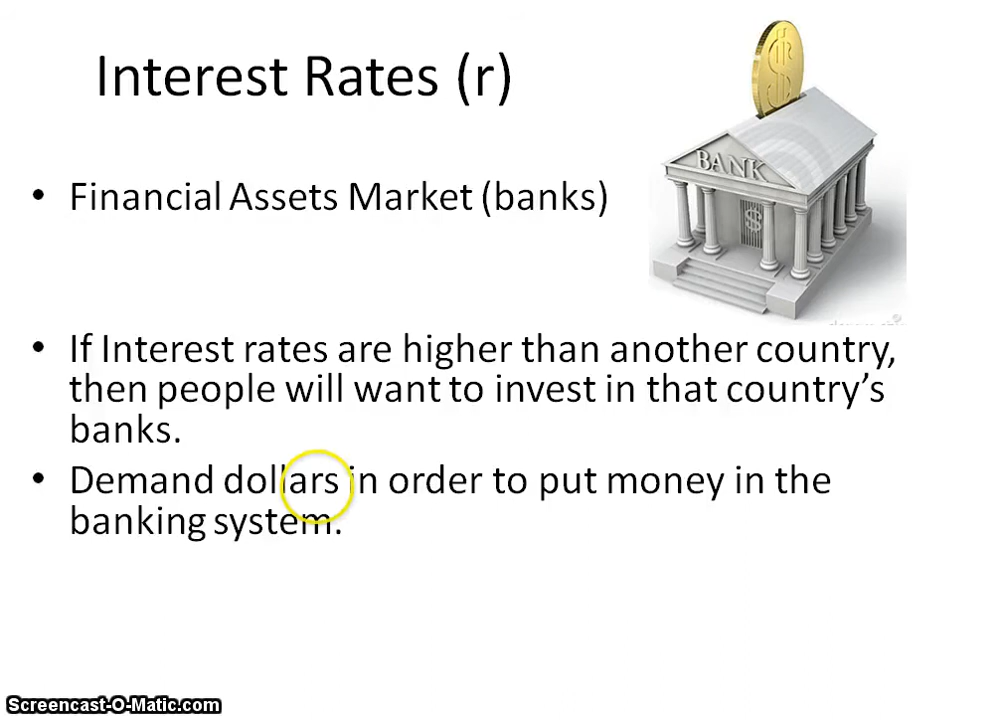 Interest Rates (r)
BANK
$
$
• Financial Assets Market (banks)
• If Interest rates are higher than another country,
then people will want to invest in that country’s
banks.
• Demand dollars in order to put money in the
banking system.
Screencast-O-Matic.com